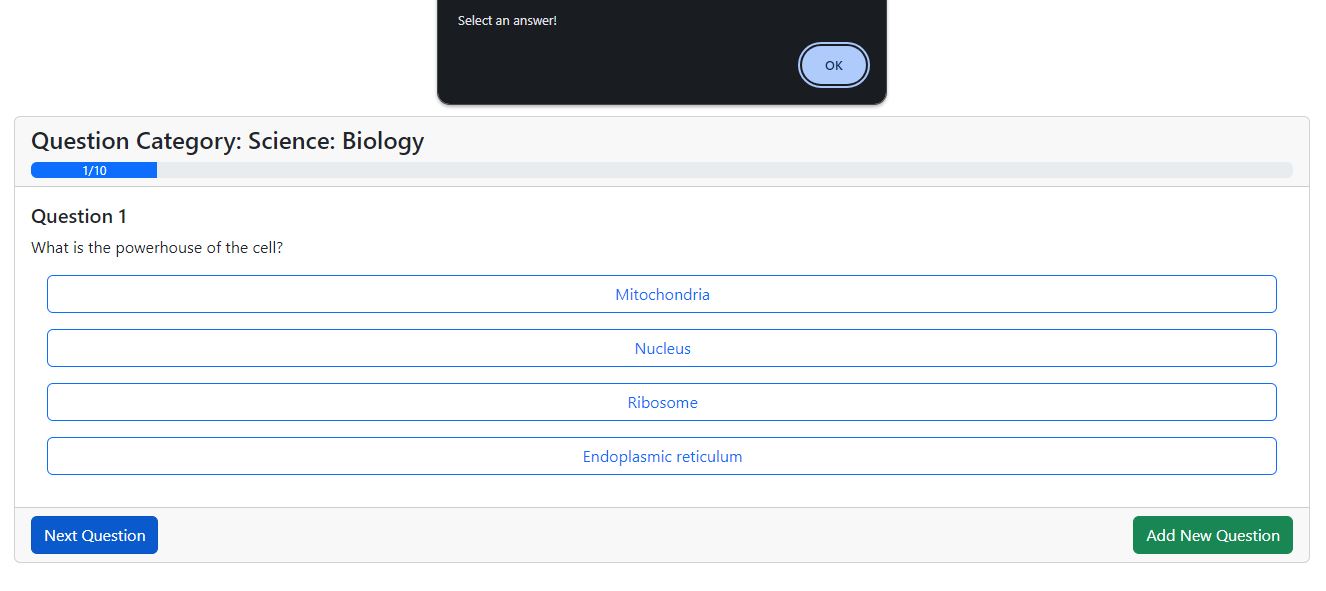 Select an answer!
OK
Question Category: Science: Biology
1/10
Question 1
What is the powerhouse of the cell?
Mitochondria
Nucleus
Ribosome
Endoplasmic reticulum
Next Question
Add New Question